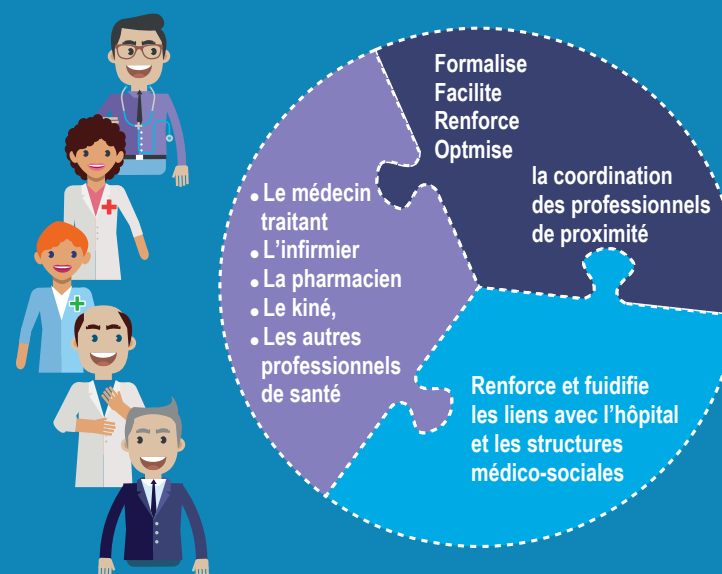 Formalise
Facilite
Renforce
Optmise
la coordination
des professionnels
de proximité
• Le médecin
traitant
• L'infirmier
• La pharmacien
• Le kiné,
• Les autres
professionnels
de santé
Renforce et fuidifie
les liens avec l'hôpital
et les structures
médico-sociales